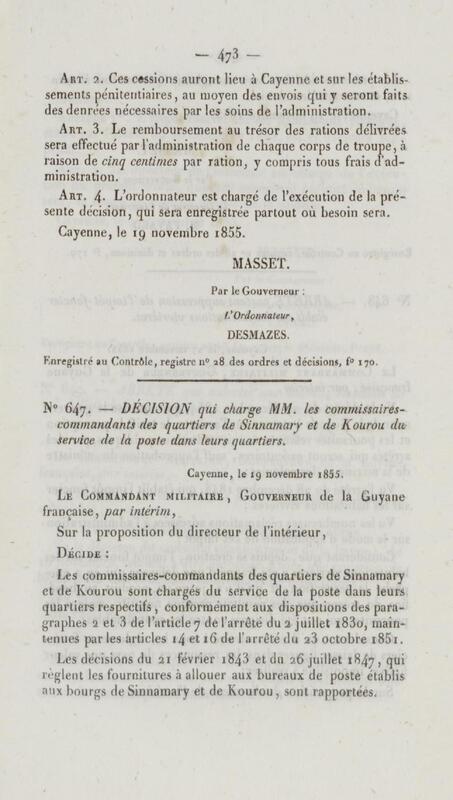 — 473 —
Art. 2. Ces cessions auront lieu à Cayenne et sur les établis-
sements pénitentiaires, au moyen des envois qui y seront faits
des denrées nécessaires par les soins de l'administration.
Art. 3. Le remboursement au trésor des rations délivrées
sera effectué par l'administration de chaque corps de troupe, à
raison de cinq centimes par ration, y compris tous frais d'ad-
ministration.
Art. 4. L'ordonnateur est chargé de l'exécution de la pré-
sente décision, qui sera enregistrée partout où besoin sera.
Cayenne, le 19 novembre 1855.
MASSET.
Par le Gouverneur :
L'Ordonnateur,
DESMAZES.
Enregistré au Contrôle, registre n° 28 des ordres et décisions, f° 170.
N° 647. — DÉCISION qui charge MM. les commissaires-
commandants des quartiers de Sinnamary et de Kourou du
service de la poste dans leurs quartiers.
Cayenne, le 19 novembre 1855.
Le Commandant militaire, Gouverneur de la Guyane
française, par intérim,
Sur la proposition du directeur de l'intérieur,
Décide :
Les commissaires-commandants des quartiers de Sinnamary
et de Kourou sont chargés du service de la poste dans leurs
quartiers respectifs, conformément aux dispositions des para-
graphes 2 et 3 de l'article 7 de l'arrêté du 2 juillet 1830, main-
tenues par les articles 14 et 16 de l'arrêté du 23 octobre 1851.
Les décisions du 21 février 1843 et du 26 juillet 1847, qui
règlent les fournitures à allouer aux bureaux de poste établis
aux bourgs de Sinnamary et de Kourou, sont rapportées.